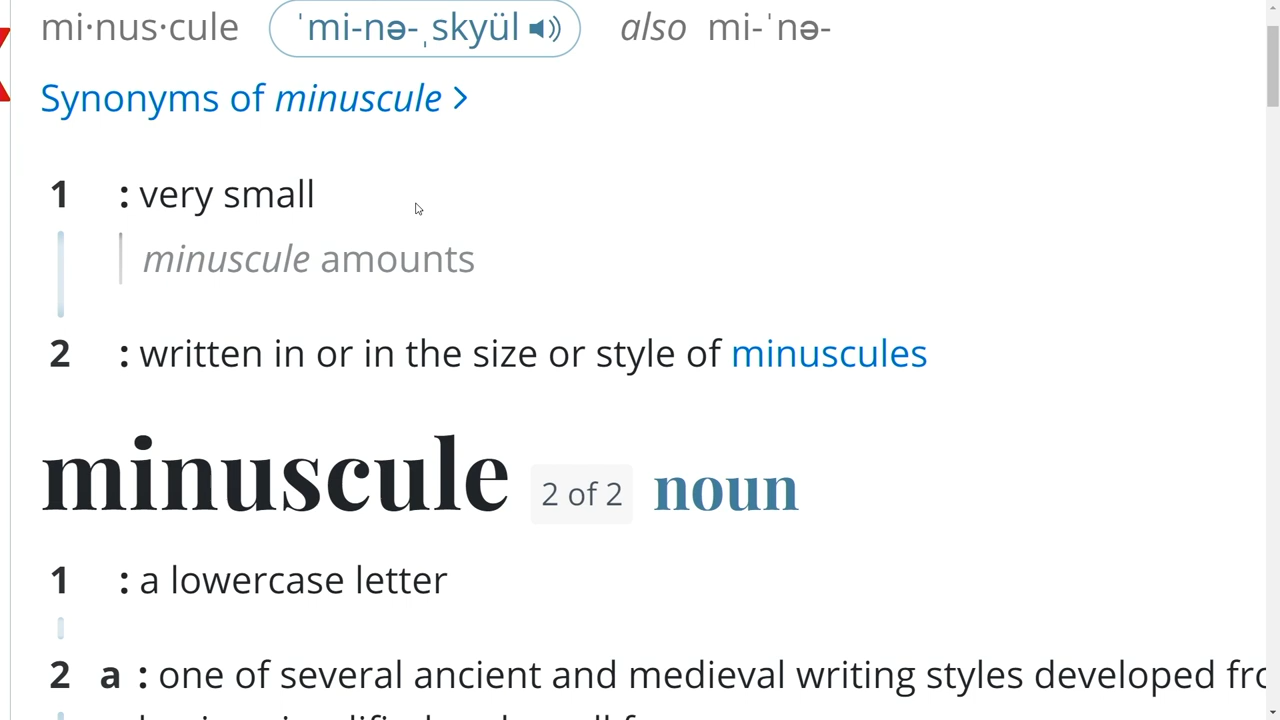 mi·nus·cule ˈmi-nə-ˌskyül also mi-ˈnə-
Synonyms of minuscule
1 : very small
minuscule amounts
2 : written in or in the size or style of minuscules
minuscule 2 of 2 noun
1 : a lowercase letter
2 a : one of several ancient and medieval writing styles developed